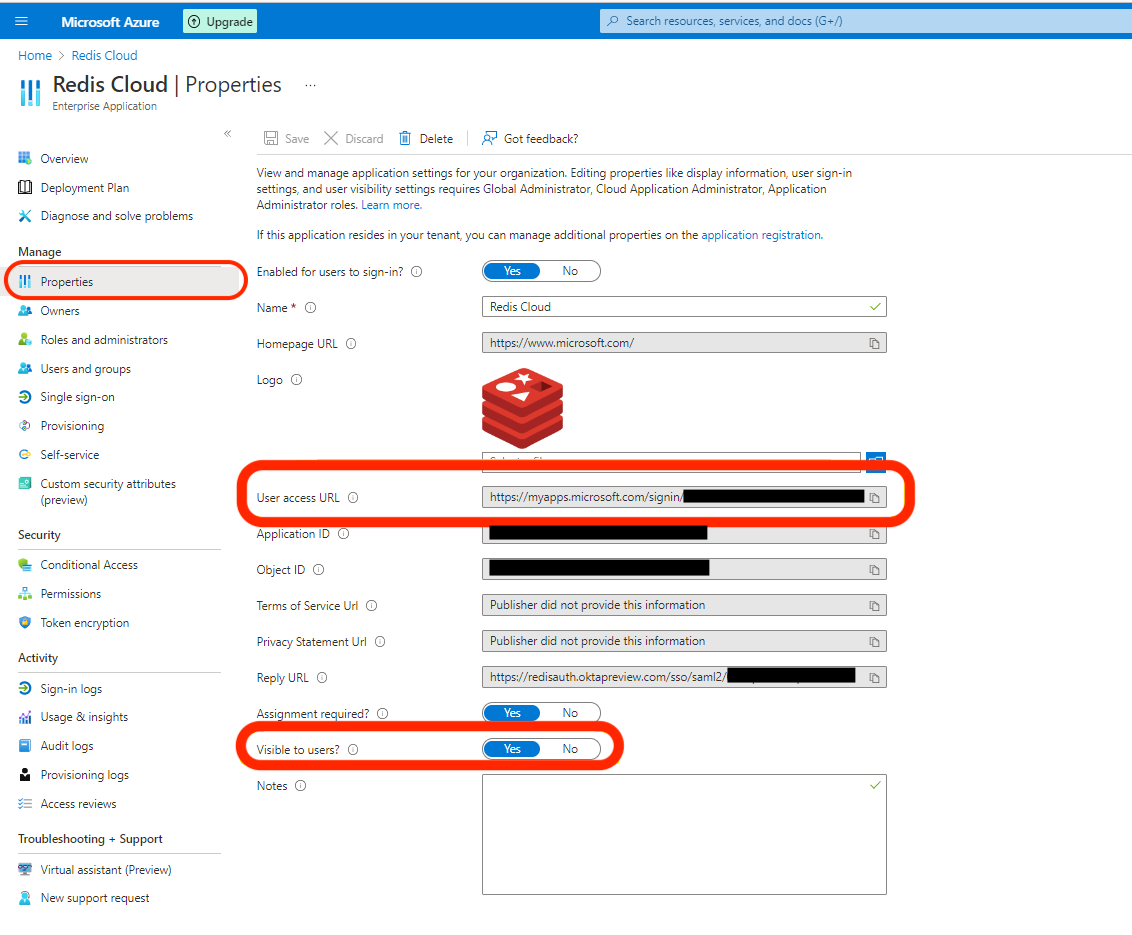 Microsoft Azure
Upgrade
Search resources, services, and docs (G+/)
Home > Redis Cloud
Redis Cloud | Properties ...
Enterprise Application
Overview
Deployment Plan
Diagnose and solve problems
Manage
Properties
Owners
Roles and administrators
Users and groups
Single sign-on
Provisioning
Self-service
Custom security attributes
(preview)
Security
Conditional Access
Permissions
Token encryption
Activity
Sign-in logs
Usage & insights
Audit logs
Provisioning logs
Access reviews
Troubleshooting + Support
Virtual assistant (Preview)
New support request
Save Discard Delete Got feedback?
View and manage application settings for your organization. Editing properties like display information, user sign-in
settings, and user visibility settings requires Global Administrator, Cloud Application Administrator, Application
Administrator roles. Learn more.
If this application resides in your tenant, you can manage additional properties on the application registration.
Enabled for users to sign-in? Yes No
Name * Redis Cloud
Homepage URL https://www.microsoft.com/
Logo
User access URL https://myapps.microsoft.com/signin/
Application ID
Object ID
Terms of Service Url Publisher did not provide this information
Privacy Statement Url Publisher did not provide this information
Reply URL https://redisauth.oktapreview.com/sso/saml2/
Assignment required? Yes No
Visible to users? Yes No
Notes